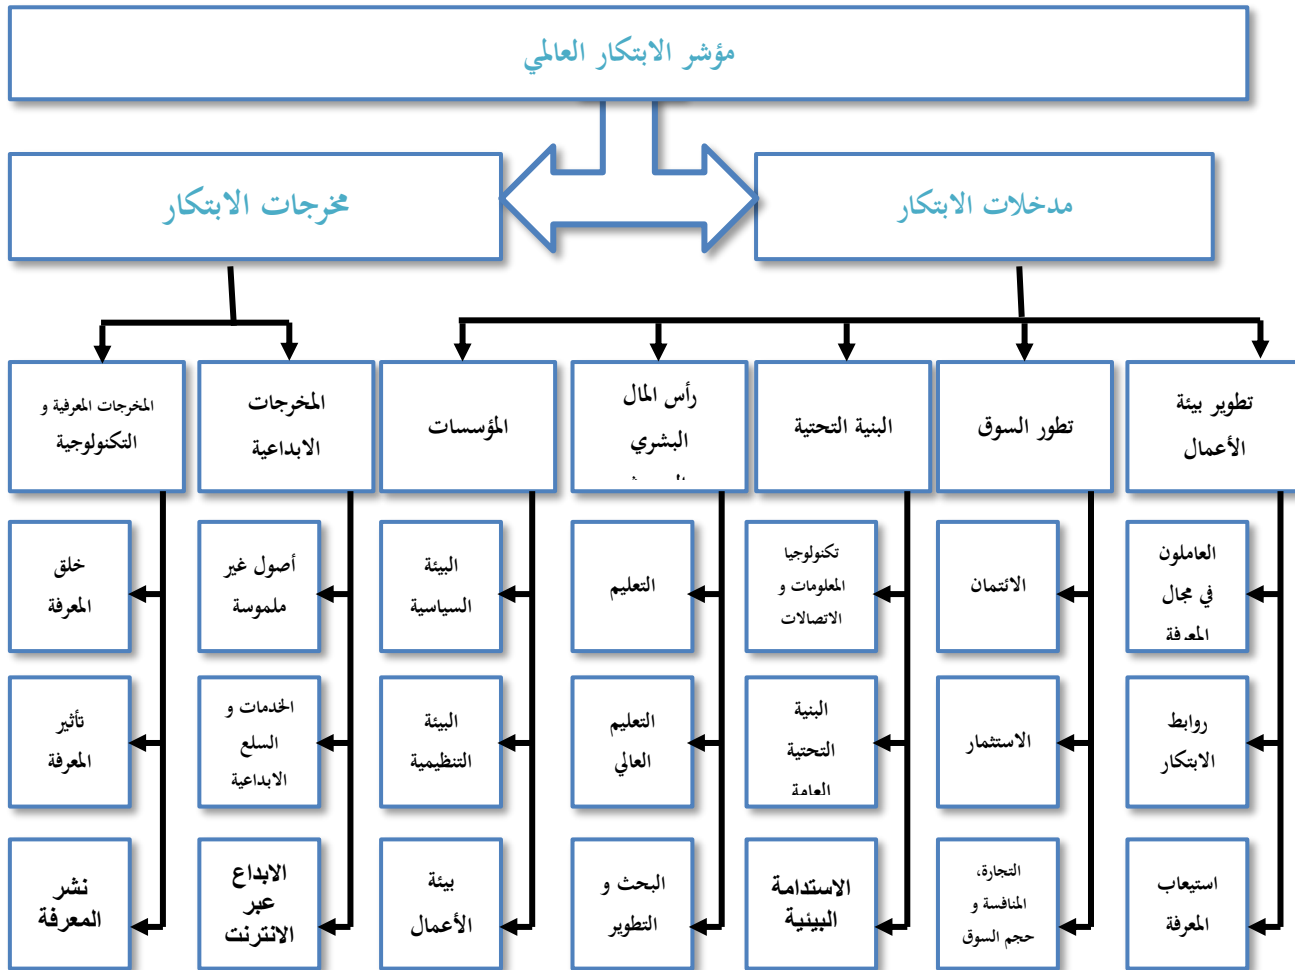 مؤشر الابتكار العالمي
مدخلات الابتكار
مخرجات الابتكار
تطوير بيئة
الأعمال
تطور السوق
البنية التحتية
رأس المال
البشري
المؤسسات
المخرجات
الابداعية
المخرجات المعرفية و
التكنولوجية
العاملون
في مجال
المعرفة
الائتمان
تكنولوجيا
المعلومات و
الاتصالات
التعليم
البيئة
السياسية
أصول غير
ملموسة
خلق
المعرفة
روابط
الابتكار
الاستثمار
البنية
التحتية
العامة
التعليم
العالي
البيئة
التنظيمية
الخدمات و
السلع
الابداعية
تأثير
المعرفة
استيعاب
المعرفة
التجارة،
المنافسة و
حجم السوق
الاستدامة
البيئية
البحث و
التطوير
بيئة
الأعمال
الابداع
عبر
الانترنت
نشر
المعرفة